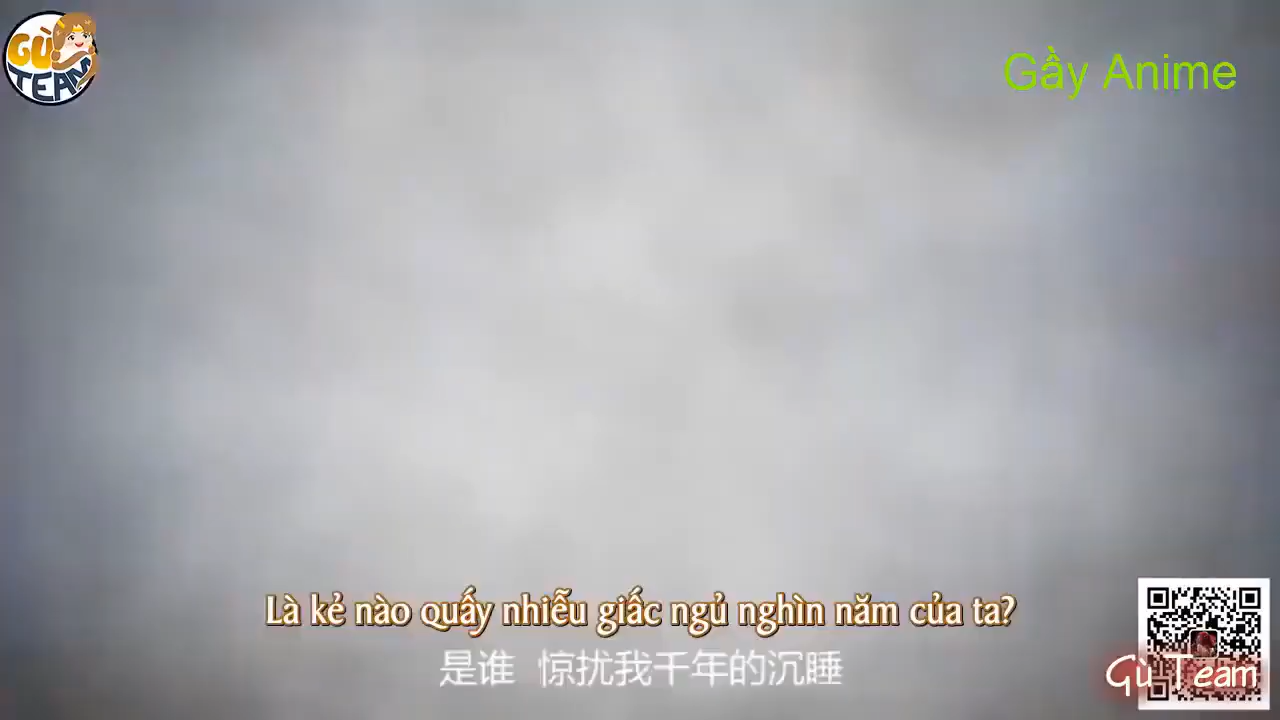 GÙ
TEAM
Gầy Anime
Là kẻ nào quấy nhiễu giấc ngủ nghìn năm của ta?
是谁 惊扰我千年的沉睡
Gù Team